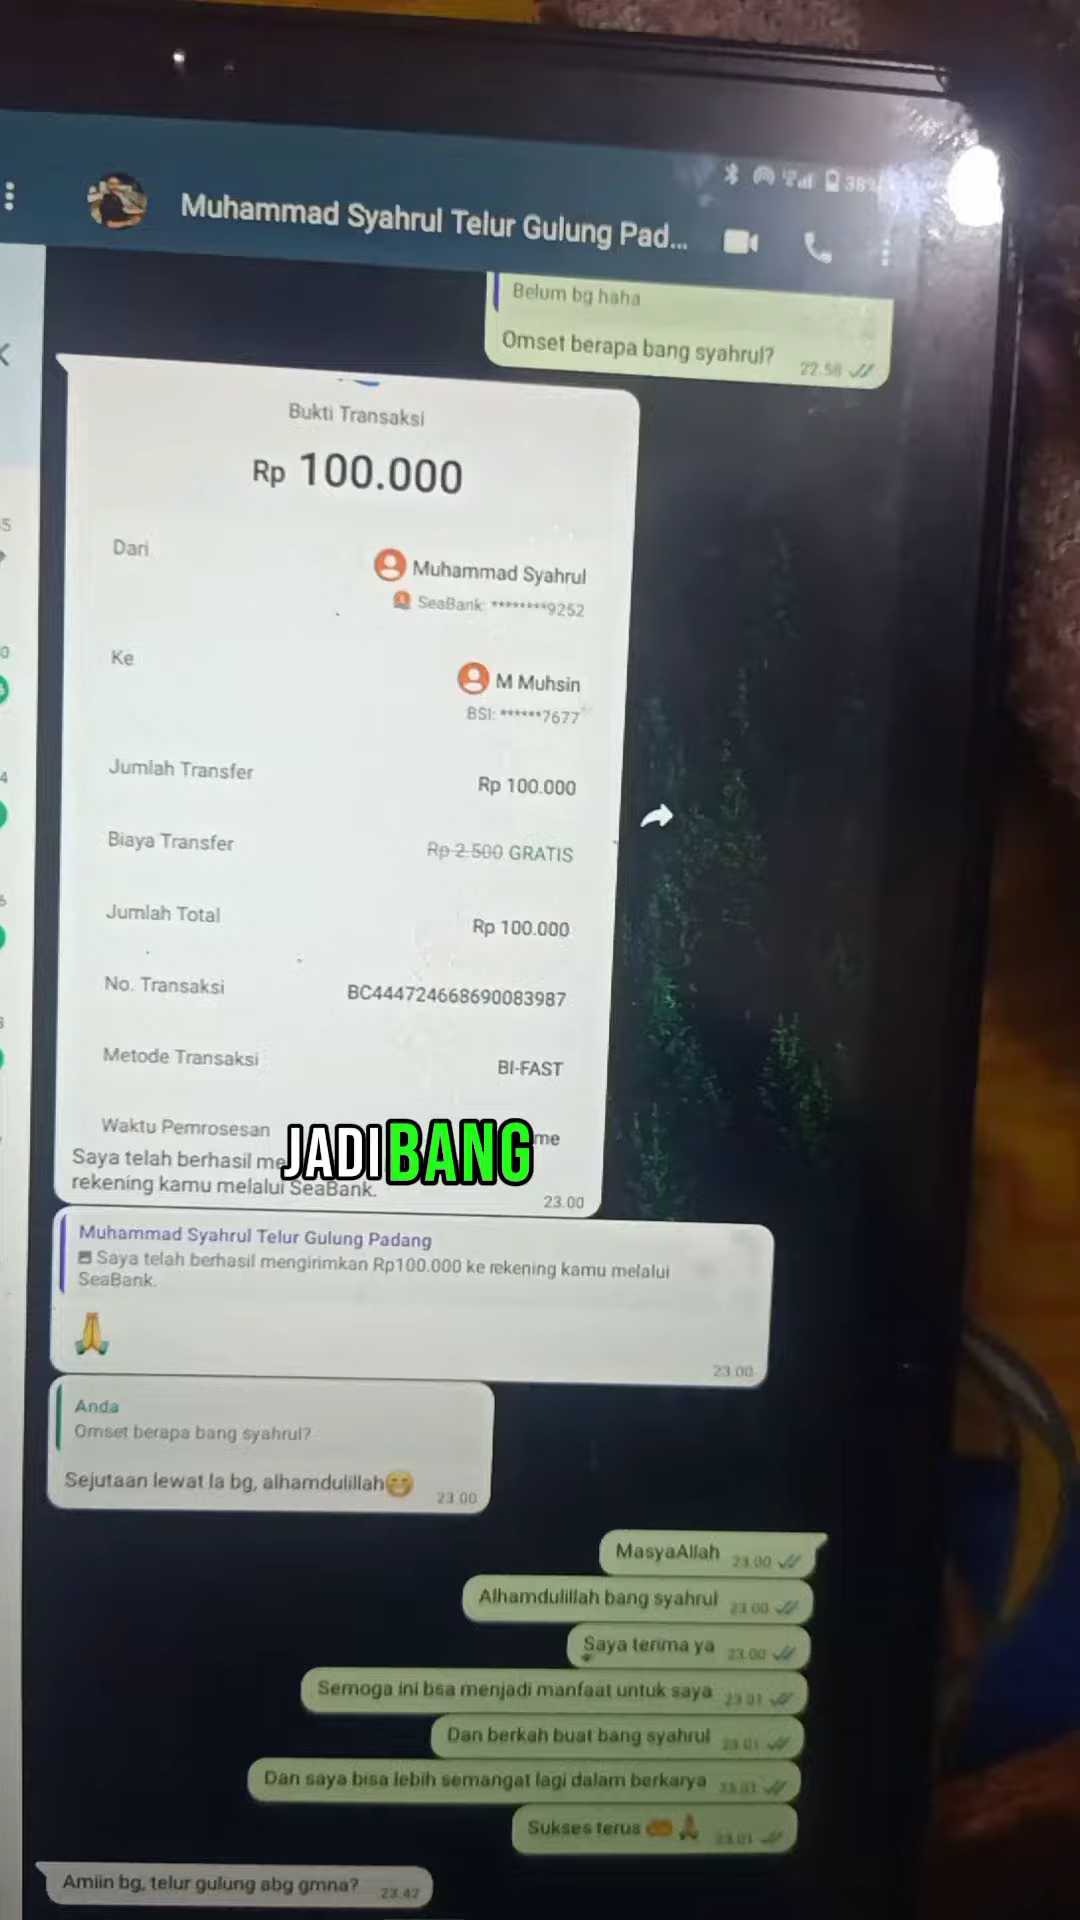 38%
Muhammad Syahrul Telur Gulung Pad...
Belum bg haha
Omset berapa bang syahrul?
22.58
Bukti Transaksi
Rp 100.000
Dari
Muhammad Syahrul
SeaBank: ********9252
Ke
M Muhsin
BSI: ******7677
Jumlah Transfer
Rp 100.000
Biaya Transfer
Rp 2.500 GRATIS
Jumlah Total
Rp 100.000
No. Transaksi
BC444724668690083987
Metode Transaksi
BI-FAST
Waktu Pemrosesan
me
JADI BANG
Saya telah berhasil me
rekening kamu melalui SeaBank.
23.00
Muhammad Syahrul Telur Gulung Padang
Saya telah berhasil mengirimkan Rp100.000 ke rekening kamu melalui
SeaBank.
23.00
Anda
Omset berapa bang syahrul?
Sejutaan lewat la bg, alhamdulillah
23.00
MasyaAllah 23.00
Alhamdulillah bang syahrul 23.00
Saya terima ya 23.00
Semoga ini bsa menjadi manfaat untuk saya 23.01
Dan berkah buat bang syahrul 23.01
Dan saya bisa lebih semangat lagi dalam berkarya 23.01
Sukses terus 23.01
Amiin bg, telur gulung abg gmna? 23.42